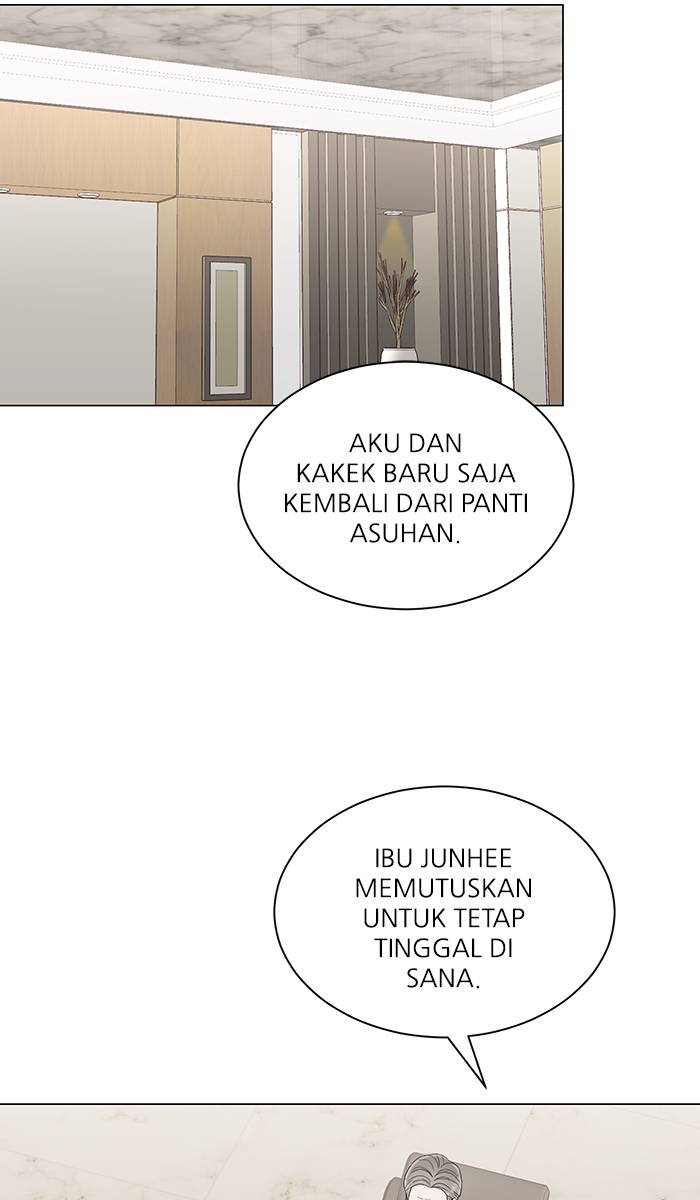 AKU DAN
KAKEK BARU SAJA
KEMBALI DARI PANTI
ASUHAN.
IBU JUNHEE
MEMUTUSKAN
UNTUK TETAP
TINGGAL DI
SANA.